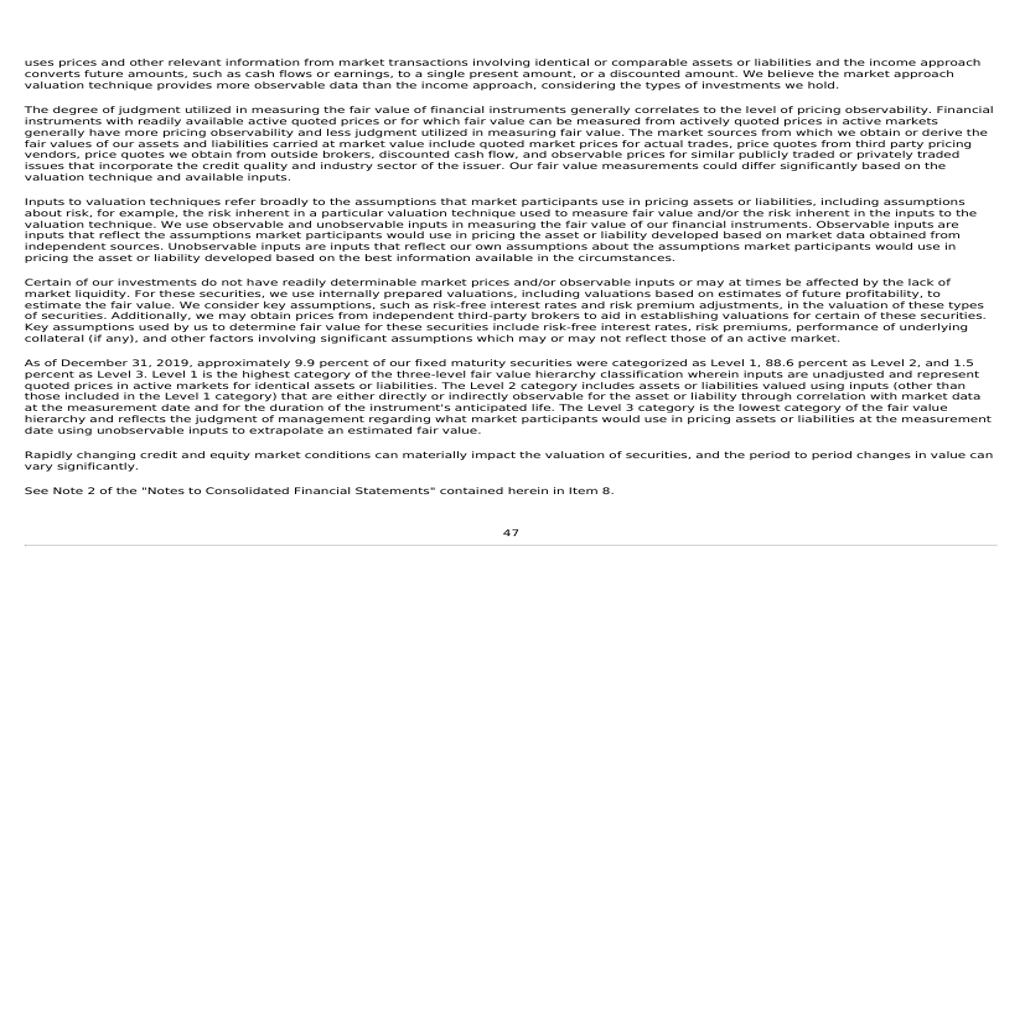 uses prices and other relevant information from market transactions involving identical or comparable assets or liabilities and the income approach
converts future amounts, such as cash flows or earnings, to a single present amount, or a discounted amount. We believe the market approach
valuation technique provides more observable data than the income approach, considering the types of investments we hold.
The degree of judgment utilized in measuring the fair value of financial instruments generally correlates to the level of pricing observability. Financial
instruments with readily available active quoted prices or for which fair value can be measured from actively quoted prices in active markets
generally have more pricing observability and less judgment utilized in measuring fair value. The market sources from which we obtain or derive the
fair values of our assets and liabilities carried at market value include quoted market prices for actual trades, price quotes from third party pricing
vendors, price quotes we obtain from outside brokers, discounted cash flow, and observable prices for similar publicly traded or privately traded
issues that incorporate the credit quality and industry sector of the issuer. Our fair value measurements could differ significantly based on the
valuation technique and available inputs.
Inputs to valuation techniques refer broadly to the assumptions that market participants use in pricing assets or liabilities, including assumptions
about risk, for example, the risk inherent in a particular valuation technique used to measure fair value and/or the risk inherent in the inputs to the
valuation technique. We use observable and unobservable inputs in measuring the fair value of our financial instruments. Observable inputs are
inputs that reflect the assumptions market participants would use in pricing the asset or liability developed based on market data obtained from
independent sources. Unobservable inputs are inputs that reflect our own assumptions about the assumptions market participants would use in
pricing the asset or liability developed based on the best information available in the circumstances.
Certain of our investments do not have readily determinable market prices and/or observable inputs or may at times be affected by the lack of
market liquidity. For these securities, we use internally prepared valuations, including valuations based on estimates of future profitability, to
estimate the fair value. We consider key assumptions, such as risk-free interest rates and risk premium adjustments, in the valuation of these types
of securities. Additionally, we may obtain prices from independent third-party brokers to aid in establishing valuations for certain of these securities.
Key assumptions used by us to determine fair value for these securities include risk-free interest rates, risk premiums, performance of underlying
collateral (if any), and other factors involving significant assumptions which may or may not reflect those of an active market.
As of December 31, 2019, approximately 9.9 percent of our fixed maturity securities were categorized as Level 1, 88.6 percent as Level 2, and 1.5
percent as Level 3. Level 1 is the highest category of the three-level fair value hierarchy classification wherein inputs are unadjusted and represent
quoted prices in active markets for identical assets or liabilities. The Level 2 category includes assets or liabilities valued using inputs (other than
those included in the Level 1 category) that are either directly or indirectly observable for the asset or liability through correlation with market data
at the measurement date and for the duration of the instrument's anticipated life. The Level 3 category is the lowest category of the fair value
hierarchy and reflects the judgment of management regarding what market participants would use in pricing assets or liabilities at the measurement
date using unobservable inputs to extrapolate an estimated fair value.
Rapidly changing credit and equity market conditions can materially impact the valuation of securities, and the period to period changes in value can
vary significantly.
See Note 2 of the "Notes to Consolidated Financial Statements" contained herein in Item 8.
47